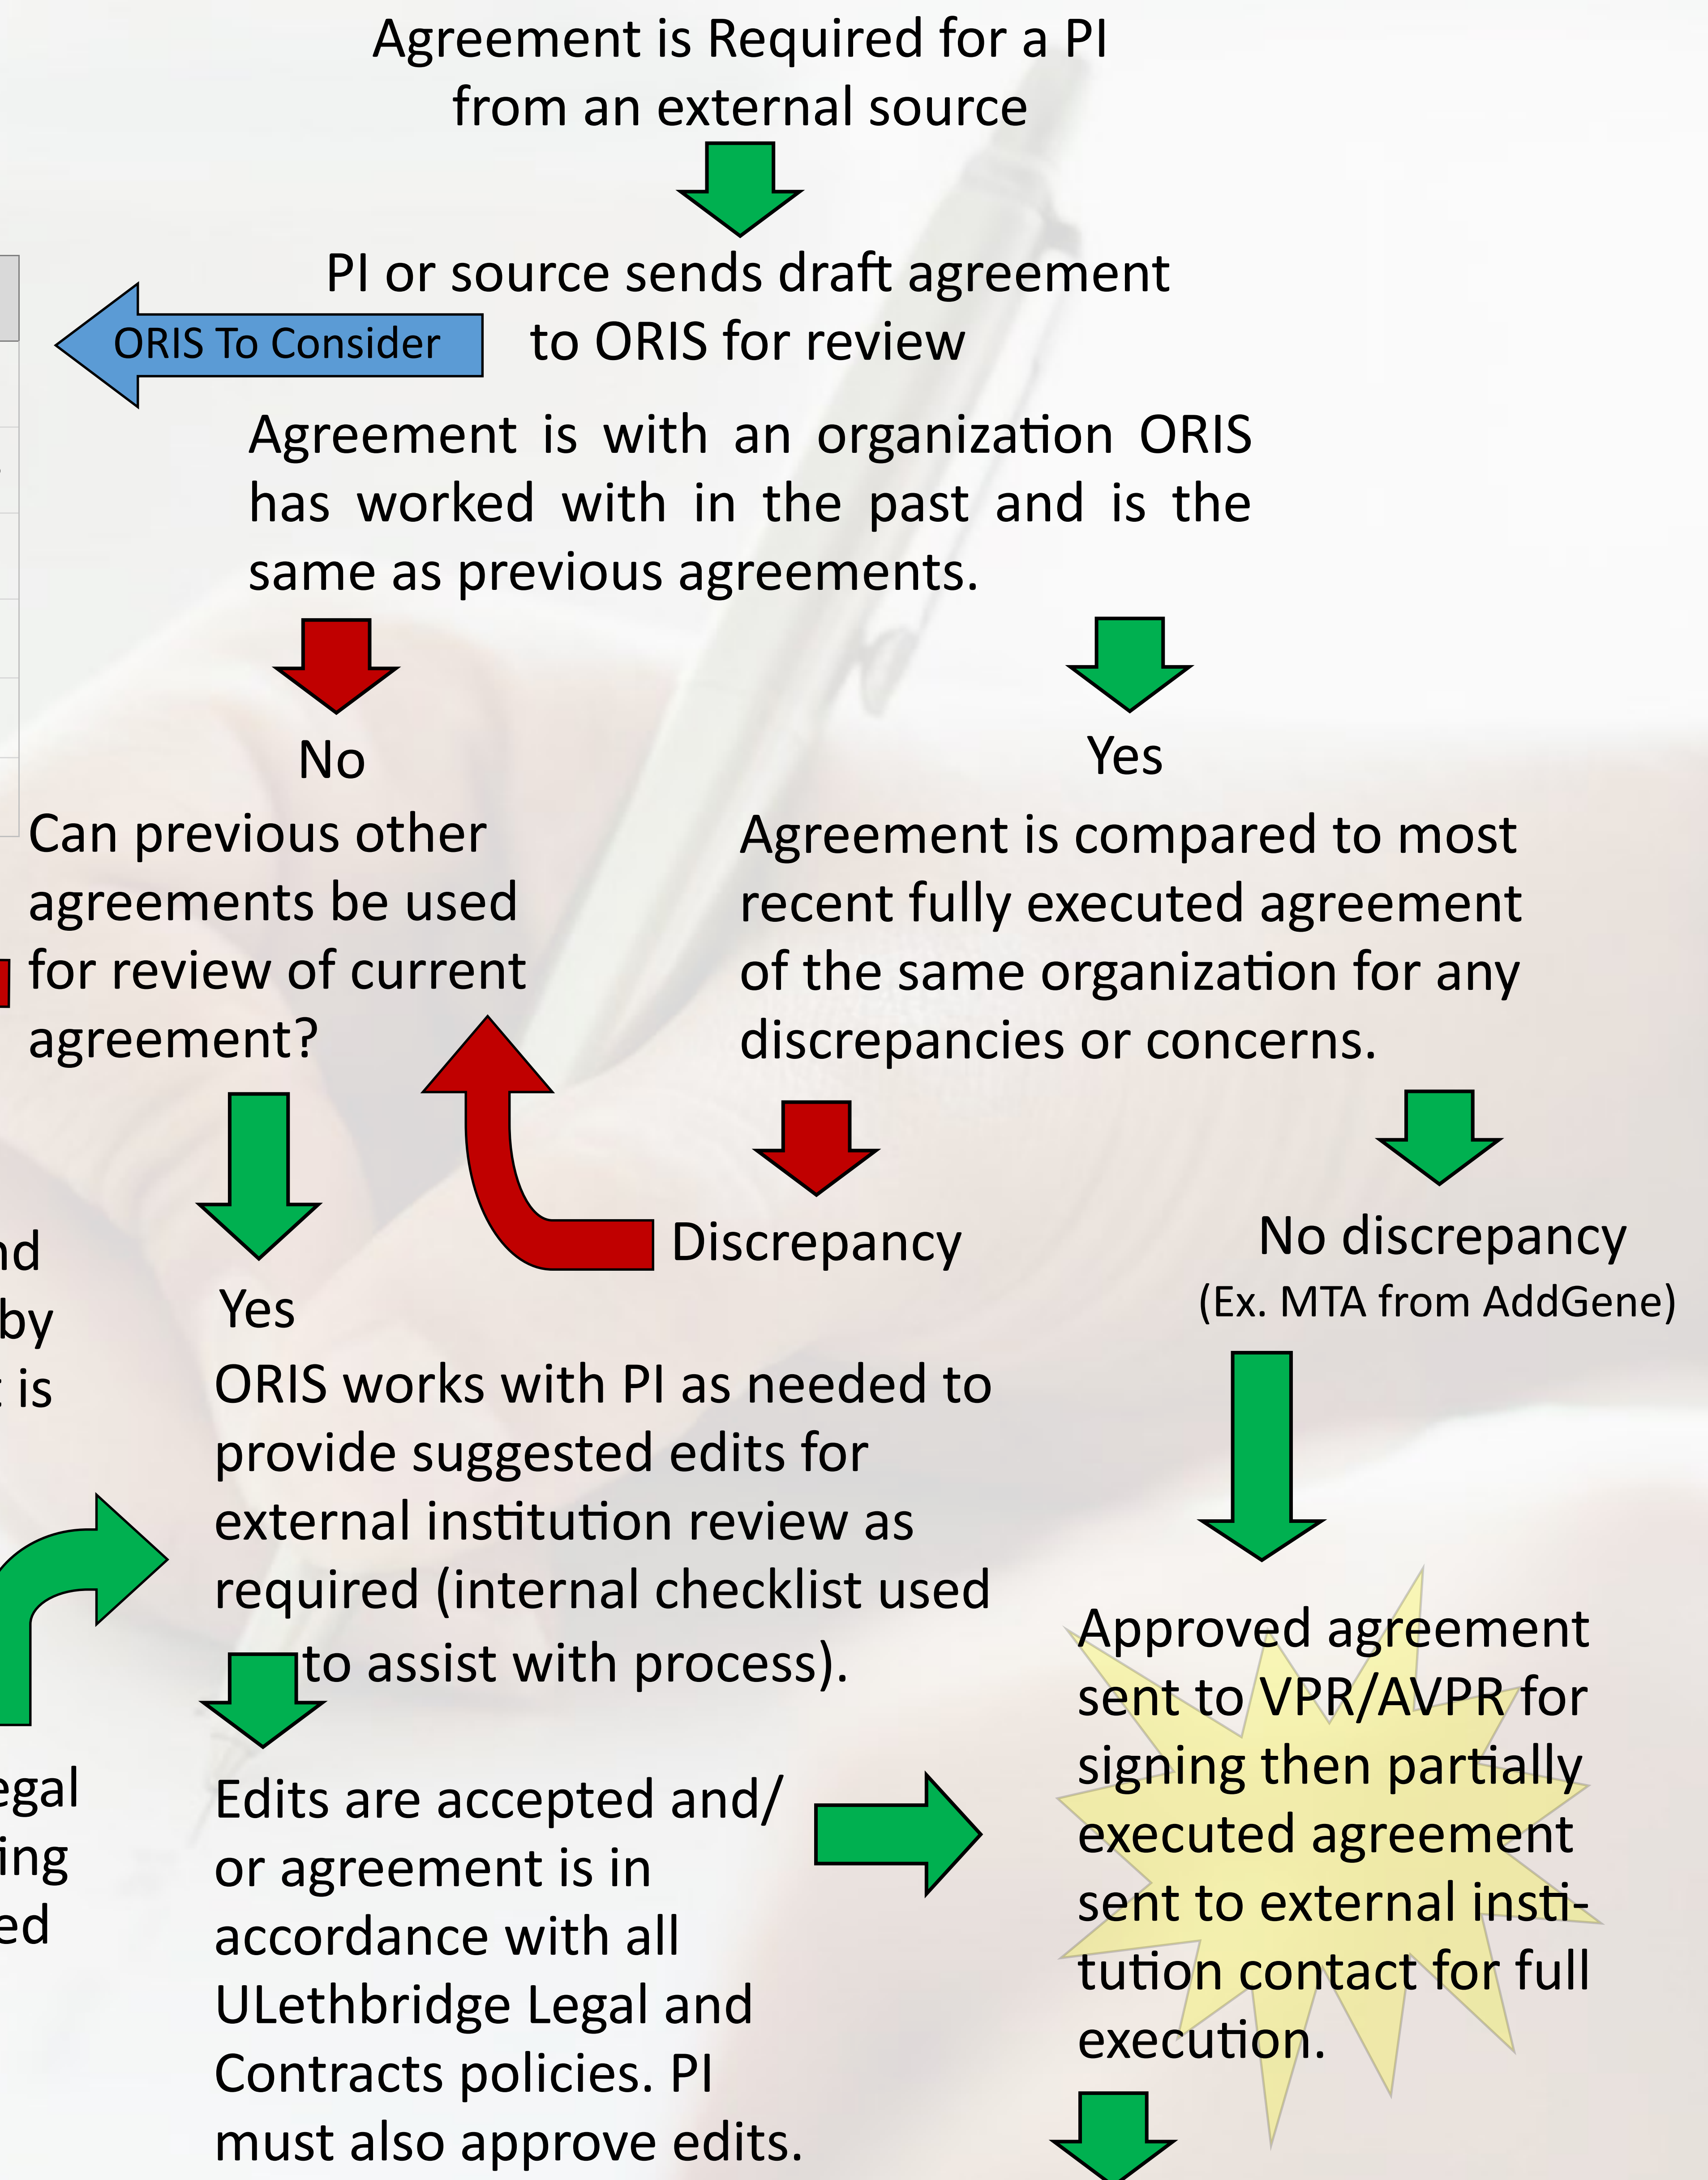 Agreement is Required for a PI
from an external source
PI or source sends draft agreement
to ORIS for review
ORIS To Consider
Agreement is with an organization ORIS
has worked with in the past and is the
same as previous agreements.
No
Yes
Can previous other
agreements be used
for review of current
agreement?
Agreement is compared to most
recent fully executed agreement
of the same organization for any
discrepancies or concerns.
Discrepancy
No discrepancy
(Ex. MTA from AddGene)
by
is
Yes
ORIS works with PI as needed to
provide suggested edits for
external institution review as
required (internal checklist used
to assist with process).
Edits are accepted and/
or agreement is in
accordance with all
ULethbridge Legal and
Contracts policies. PI
must also approve edits.
Approved agreement
sent to VPR/AVPR for
signing then partially
executed agreement
sent to external insti-
tution contact for full
execution.